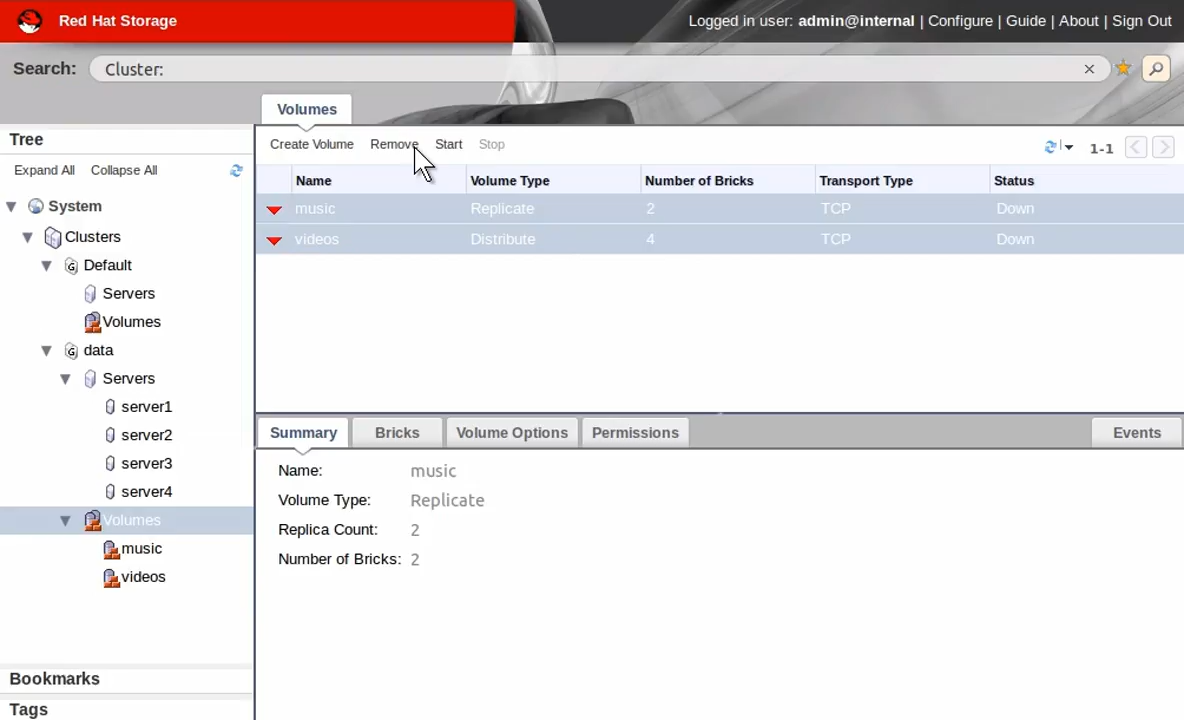 Red Hat Storage
Logged in user: admin@internal | Configure | Guide | About | Sign Out
Search: Cluster:
Volumes
Tree
Expand All Collapse All
System
Clusters
Default
Servers
Volumes
data
Servers
server1
server2
server3
server4
Volumes
music
videos
Bookmarks
Tags
Create Volume Remove Start Stop
1-1
Name Volume Type Number of Bricks Transport Type Status
music Replicate 2 TCP Down
videos Distribute 4 TCP Down
Summary Bricks Volume Options Permissions Events
Name: music
Volume Type: Replicate
Replica Count: 2
Number of Bricks: 2